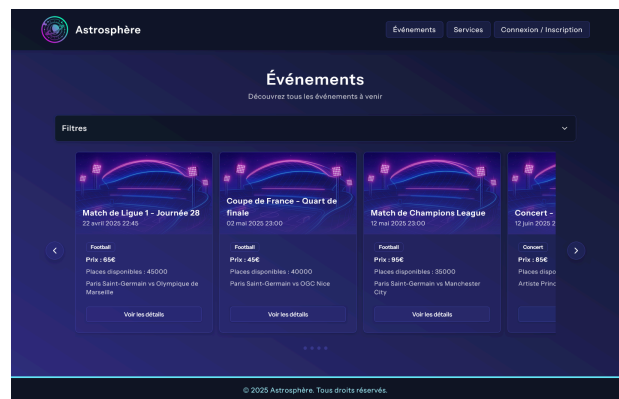 Astrosphère
Événements
Services
Connexion / Inscription
Événements
Découvrez tous les événements à venir
Filtres
Match de Ligue 1 - Journée 28
22 avril 2025 22:45
Football
Prix : 65€
Places disponibles : 45000
Paris Saint-Germain vs Olympique de
Marseille
Voir les détails
Coupe de France - Quart de
finale
02 mai 2025 23:00
Football
Prix : 45€
Places disponibles : 40000
Paris Saint-Germain vs OGC Nice
Voir les détails
Match de Champions League
12 mai 2025 23:00
Football
Prix : 95€
Places disponibles : 35000
Paris Saint-Germain vs Manchester
City
Voir les détails
Concert -
12 juin 2025 2
Concert
Prix : 85€
Places dispo
Artiste Princ
© 2025 Astrosphère. Tous droits réservés.